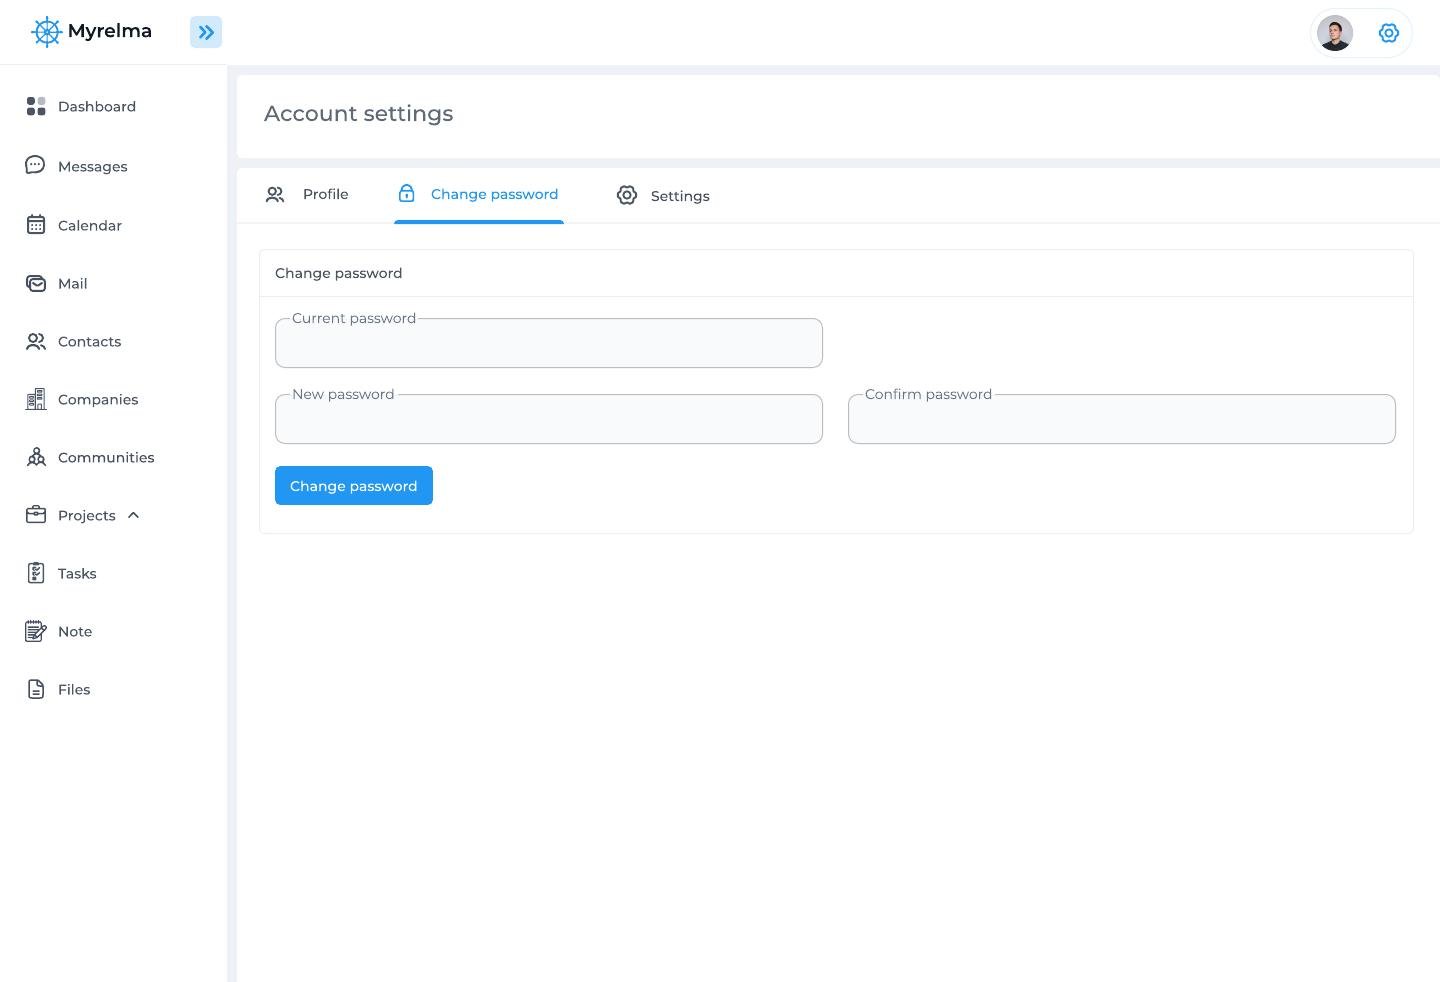 Myrelma
Dashboard
Messages
Calendar
Mail
Contacts
Companies
Communities
Projects
Tasks
Note
Files
Account settings
Profile
Change password
Settings
Change password
Current password
New password
Confirm password
Change password